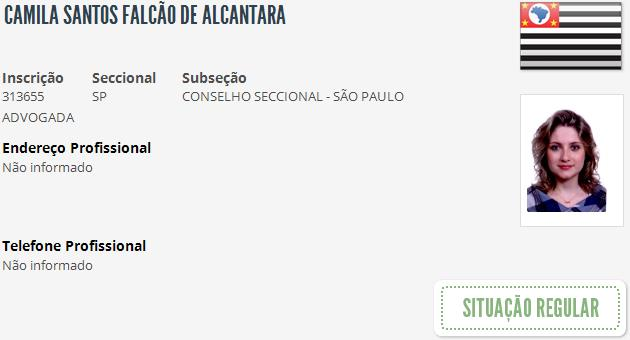 CAMILA SANTOS FALCÃO DE ALCANTARA
Inscrição Seccional Subseção
313655 SP CONSELHO SECCIONAL - SÃO PAULO
ADVOGADA
Endereço Profissional
Não informado
Telefone Profissional
Não informado
SITUAÇÃO REGULAR